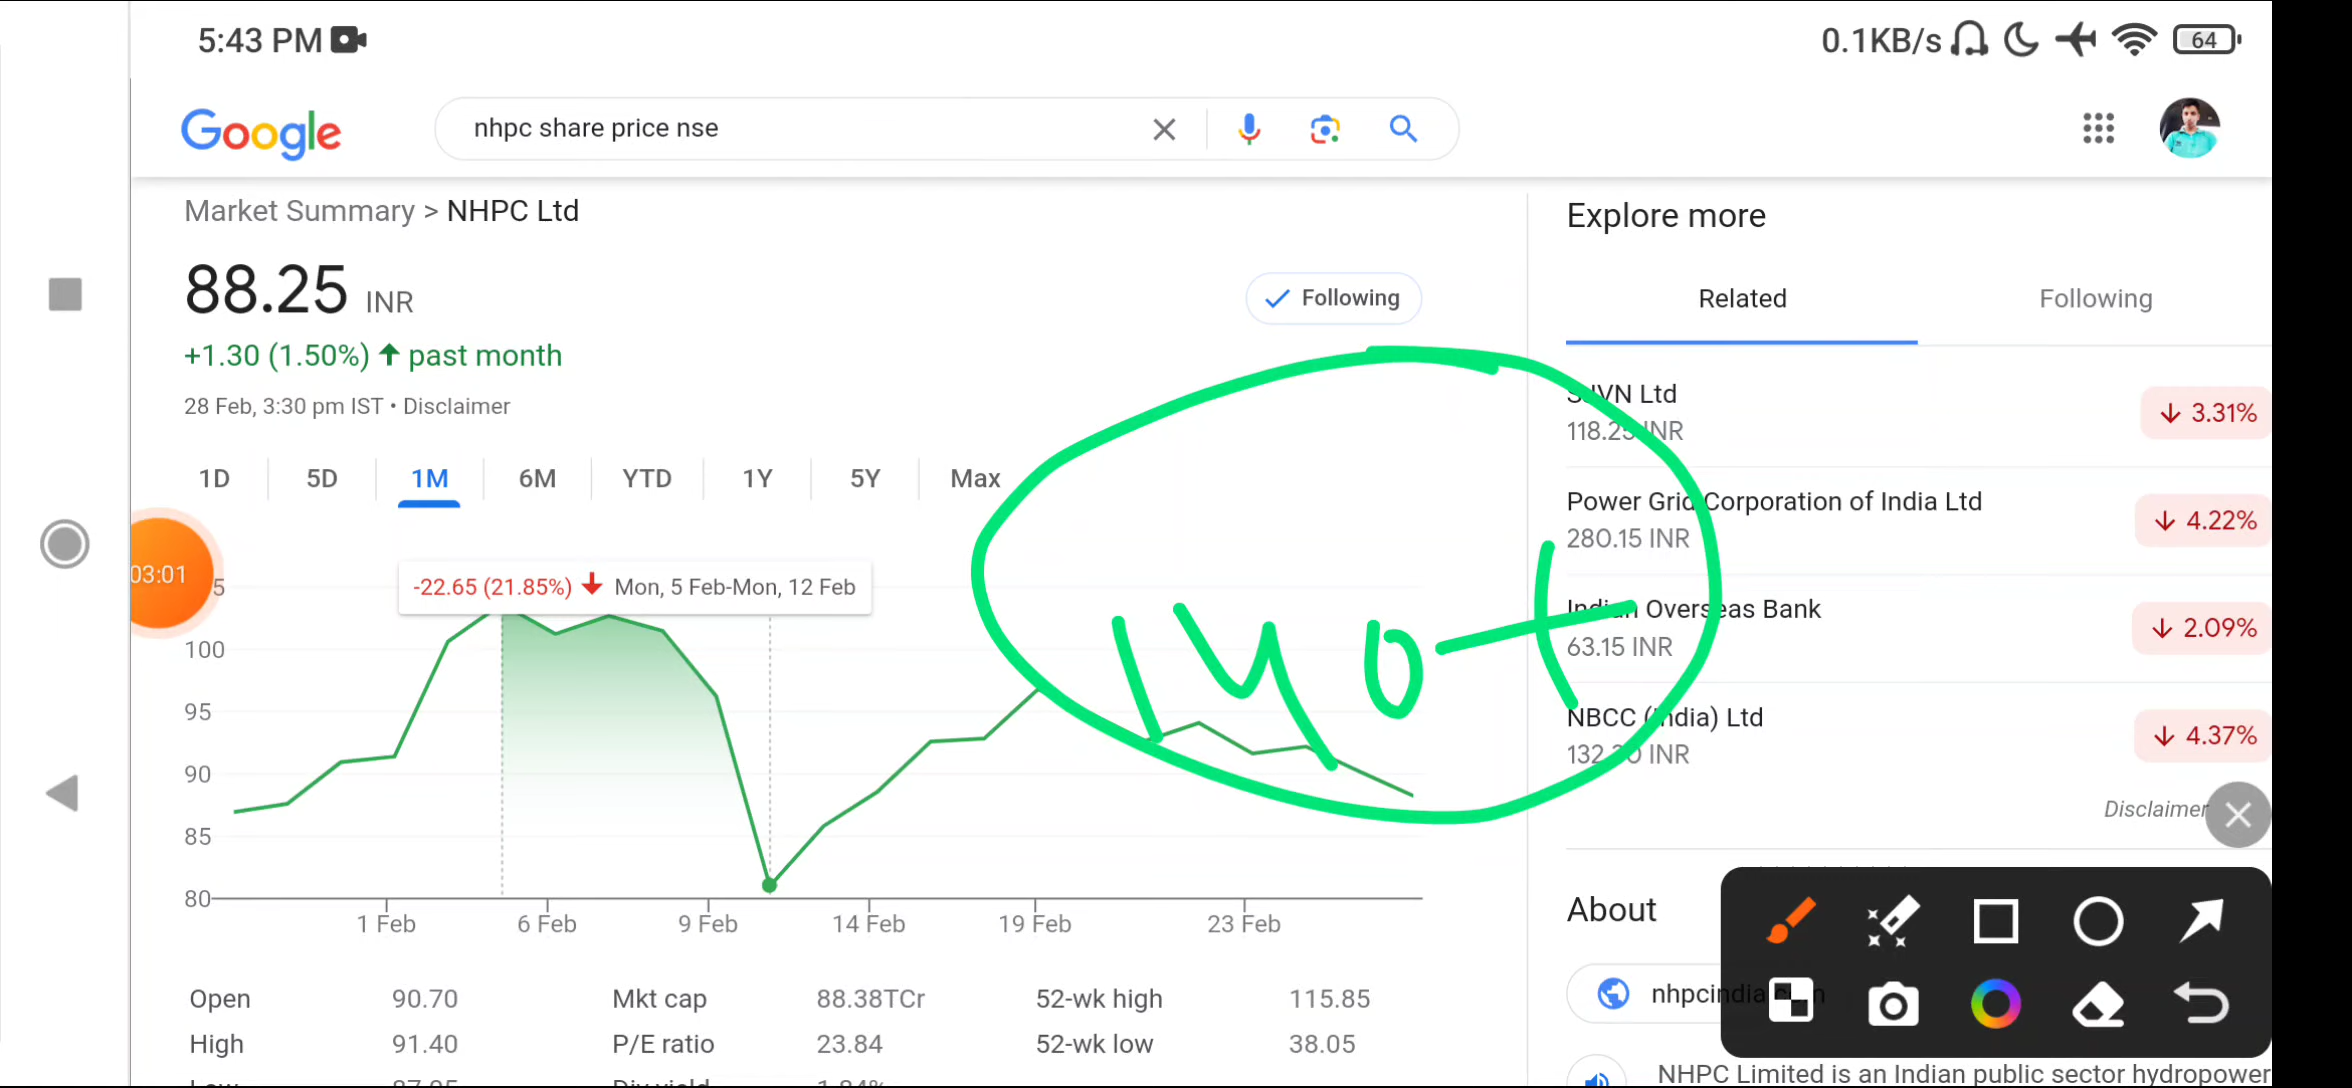 5:43 PM
0.1KB/s
64
Google
nhpc share price nse
Market Summary > NHPC Ltd
88.25 INR
Following
+1.30 (1.50%) past month
28 Feb, 3:30 pm IST • Disclaimer
1D 5D 1M 6M YTD 1Y 5Y Max
03:01
5
-22.65 (21.85%) Mon, 5 Feb-Mon, 12 Feb
100
95
90
85
80
1 Feb 6 Feb 9 Feb 14 Feb 19 Feb 23 Feb
140
Open 90.70 Mkt cap 88.38TCr 52-wk high 115.85
High 91.40 P/E ratio 23.84 52-wk low 38.05
Explore more
Related Following
SJVN Ltd
118.25 INR
3.31%
Power Grid Corporation of India Ltd
280.15 INR
4.22%
Indian Overseas Bank
63.15 INR
2.09%
NBCC (India) Ltd
INR
4.37%
Disclaimer
About
NHPC Limited is an Indian public sector hydropower